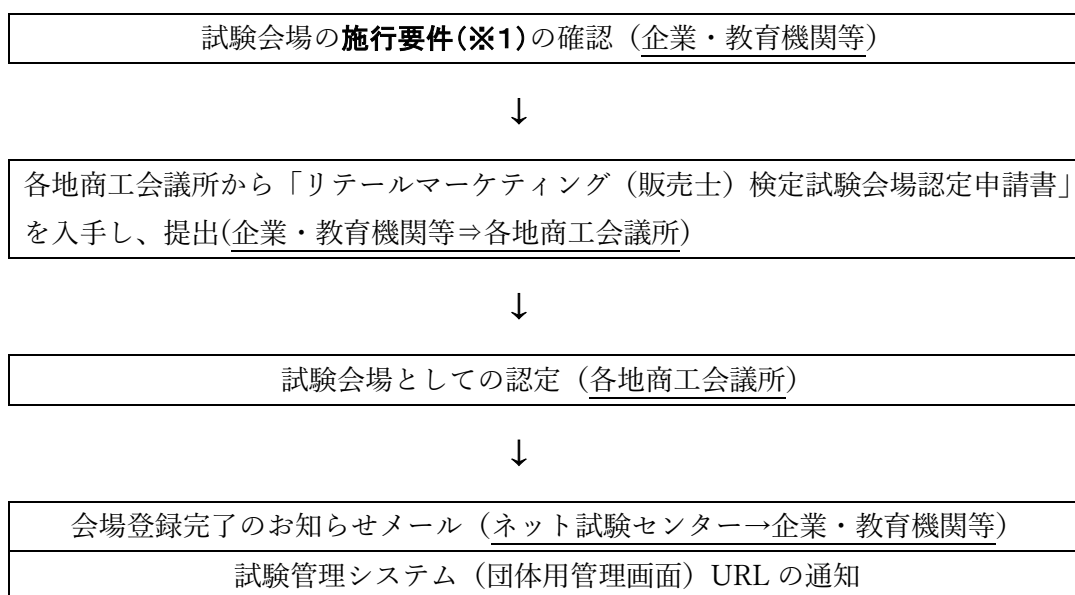 試験会場の施行要件(※1)の確認（企業・教育機関等）
↓
各地商工会議所から「リテールマーケティング（販売士）検定試験会場認定申請書」
を入手し、提出(企業・教育機関等⇒各地商工会議所)
↓
試験会場としての認定（各地商工会議所）
↓
会場登録完了のお知らせメール（ネット試験センター→企業・教育機関等）
試験管理システム（団体用管理画面）URL の通知